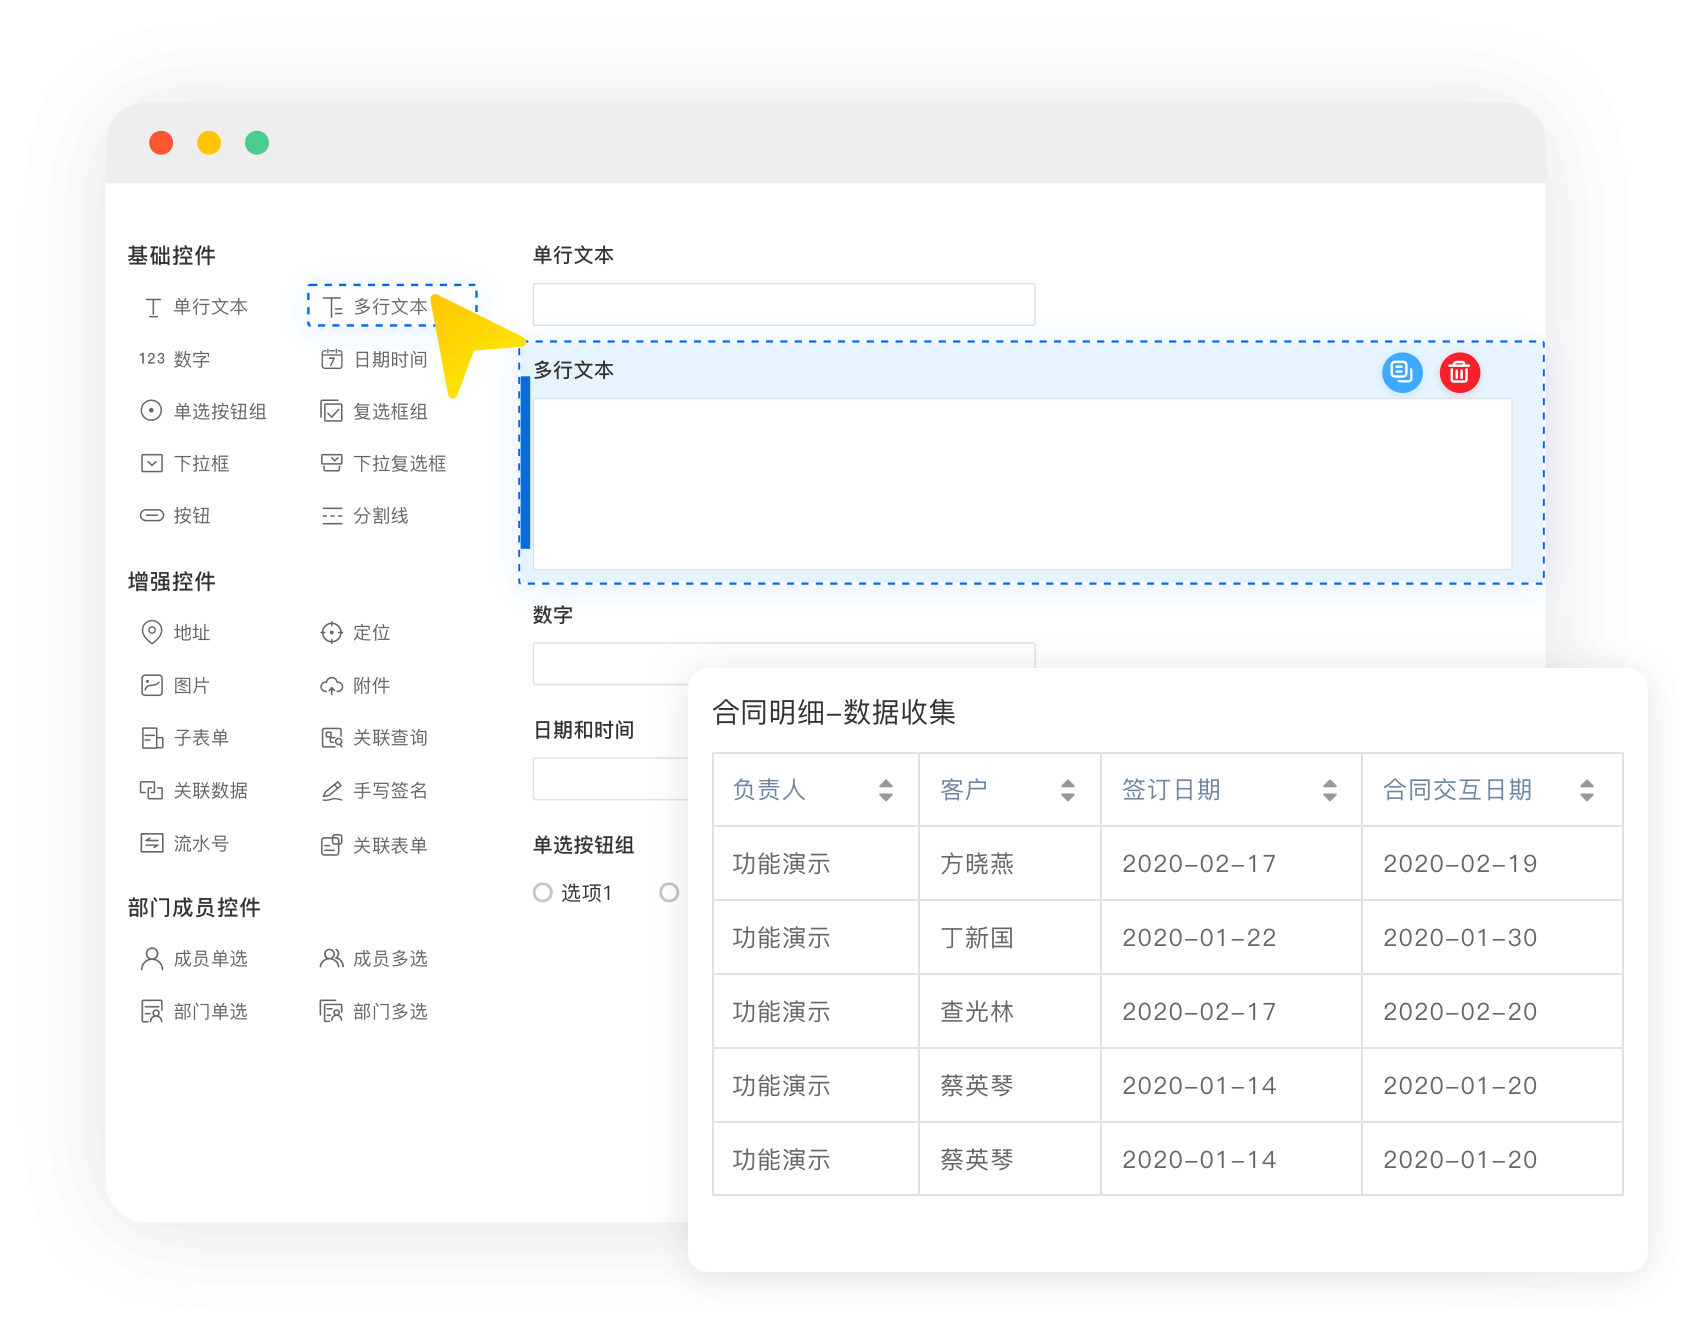 基础控件
单行文本
多行文本
123 数字
7
日期时间
单选按钮组
复选框组
下拉框
下拉复选框
按钮
分割线
增强控件
地址
定位
图片
附件
子表单
关联查询
关联数据
手写签名
流水号
关联表单
部门成员控件
成员单选
成员多选
部门单选
部门多选
单行文本
多行文本
数字
日期和时间
单选按钮组
选项1
合同明细–数据收集
负责人 客户 签订日期 合同交互日期
功能演示 方晓燕 2020–02–17 2020–02–19
功能演示 丁新国 2020–01–22 2020–01–30
功能演示 查光林 2020–02–17 2020–02–20
功能演示 蔡英琴 2020–01–14 2020–01–20
功能演示 蔡英琴 2020–01–14 2020–01–20